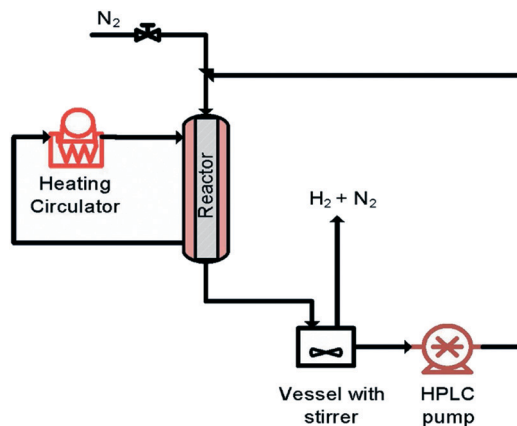 N₂
Heating
Circulator
Reactor
H₂ + N₂
Vessel with
stirrer
HPLC
pump